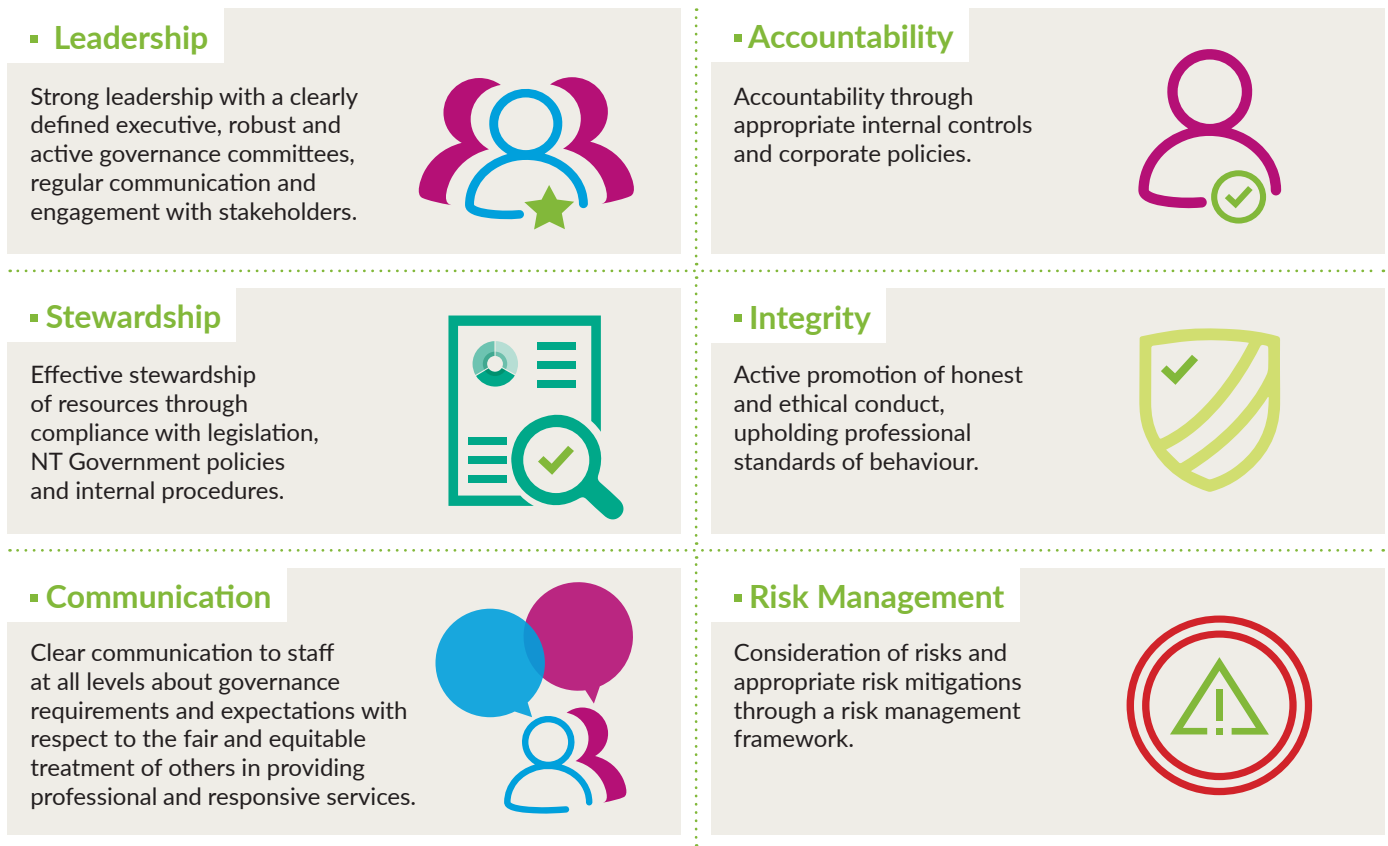 Leadership
Strong leadership with a clearly
defined executive, robust and
active governance committees,
regular communication and
engagement with stakeholders.
Accountability
Accountability through
appropriate internal controls
and corporate policies.
Stewardship
Effective stewardship
of resources through
compliance with legislation,
NT Government policies
and internal procedures.
Integrity
Active promotion of honest
and ethical conduct,
upholding professional
standards of behaviour.
Communication
Clear communication to staff
at all levels about governance
requirements and expectations with
respect to the fair and equitable
treatment of others in providing
professional and responsive services.
Risk Management
Consideration of risks and
appropriate risk mitigations
through a risk management
framework.